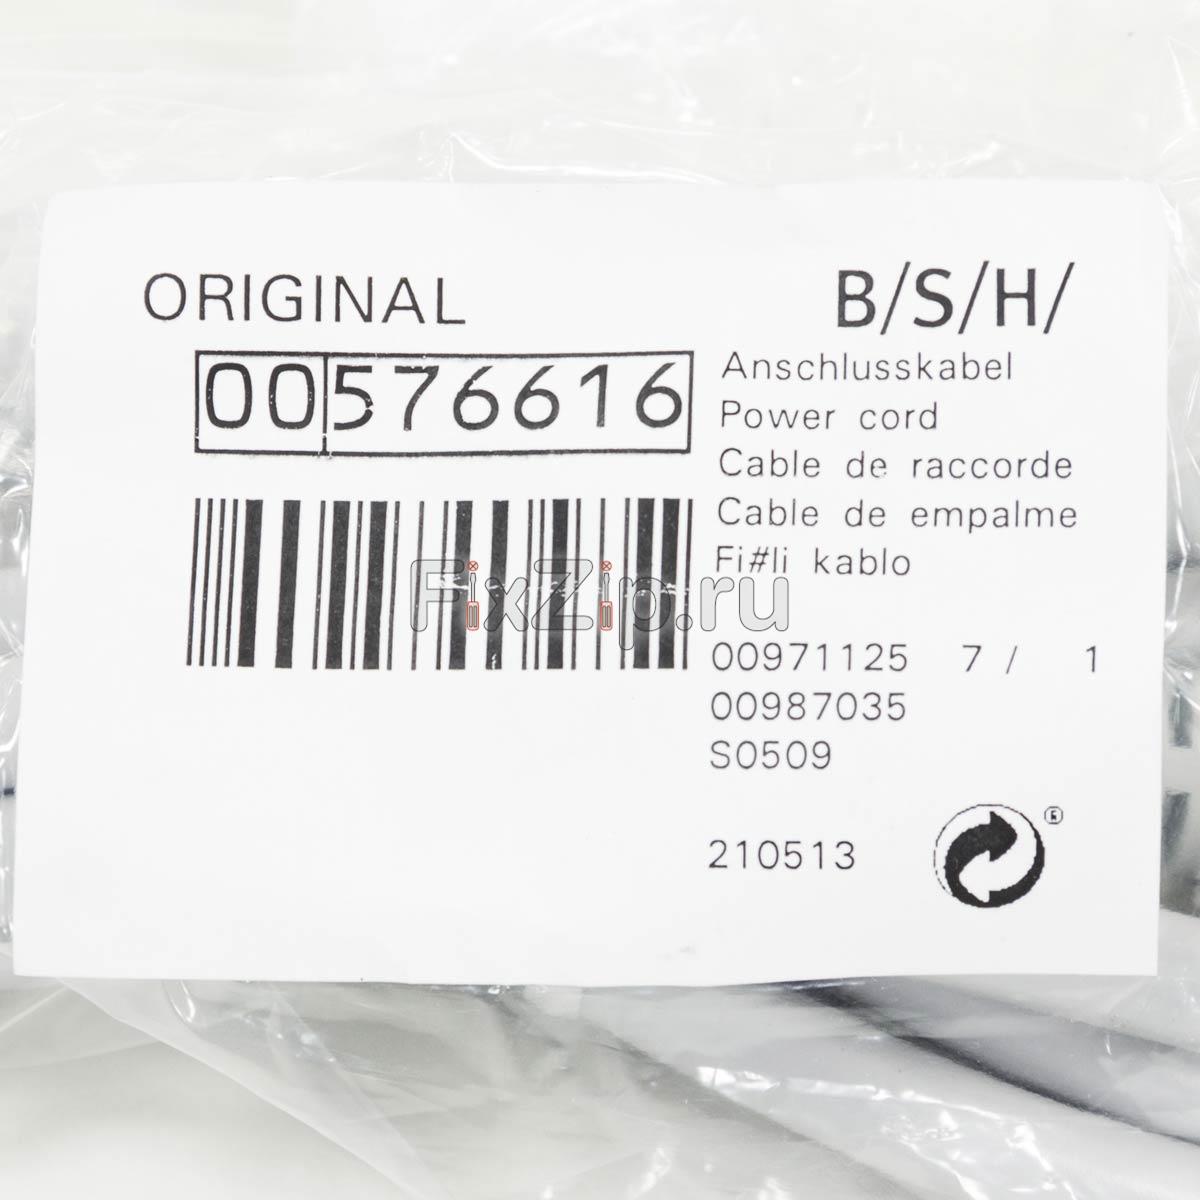 ORIGINAL
B/S/H/
00576616
Anschlusskabel
Power cord
Cable de raccorde
Cable de empalme
Fi#li kablo
FixZip.ru
00971125 7 / 1
00987035
S0509
210513